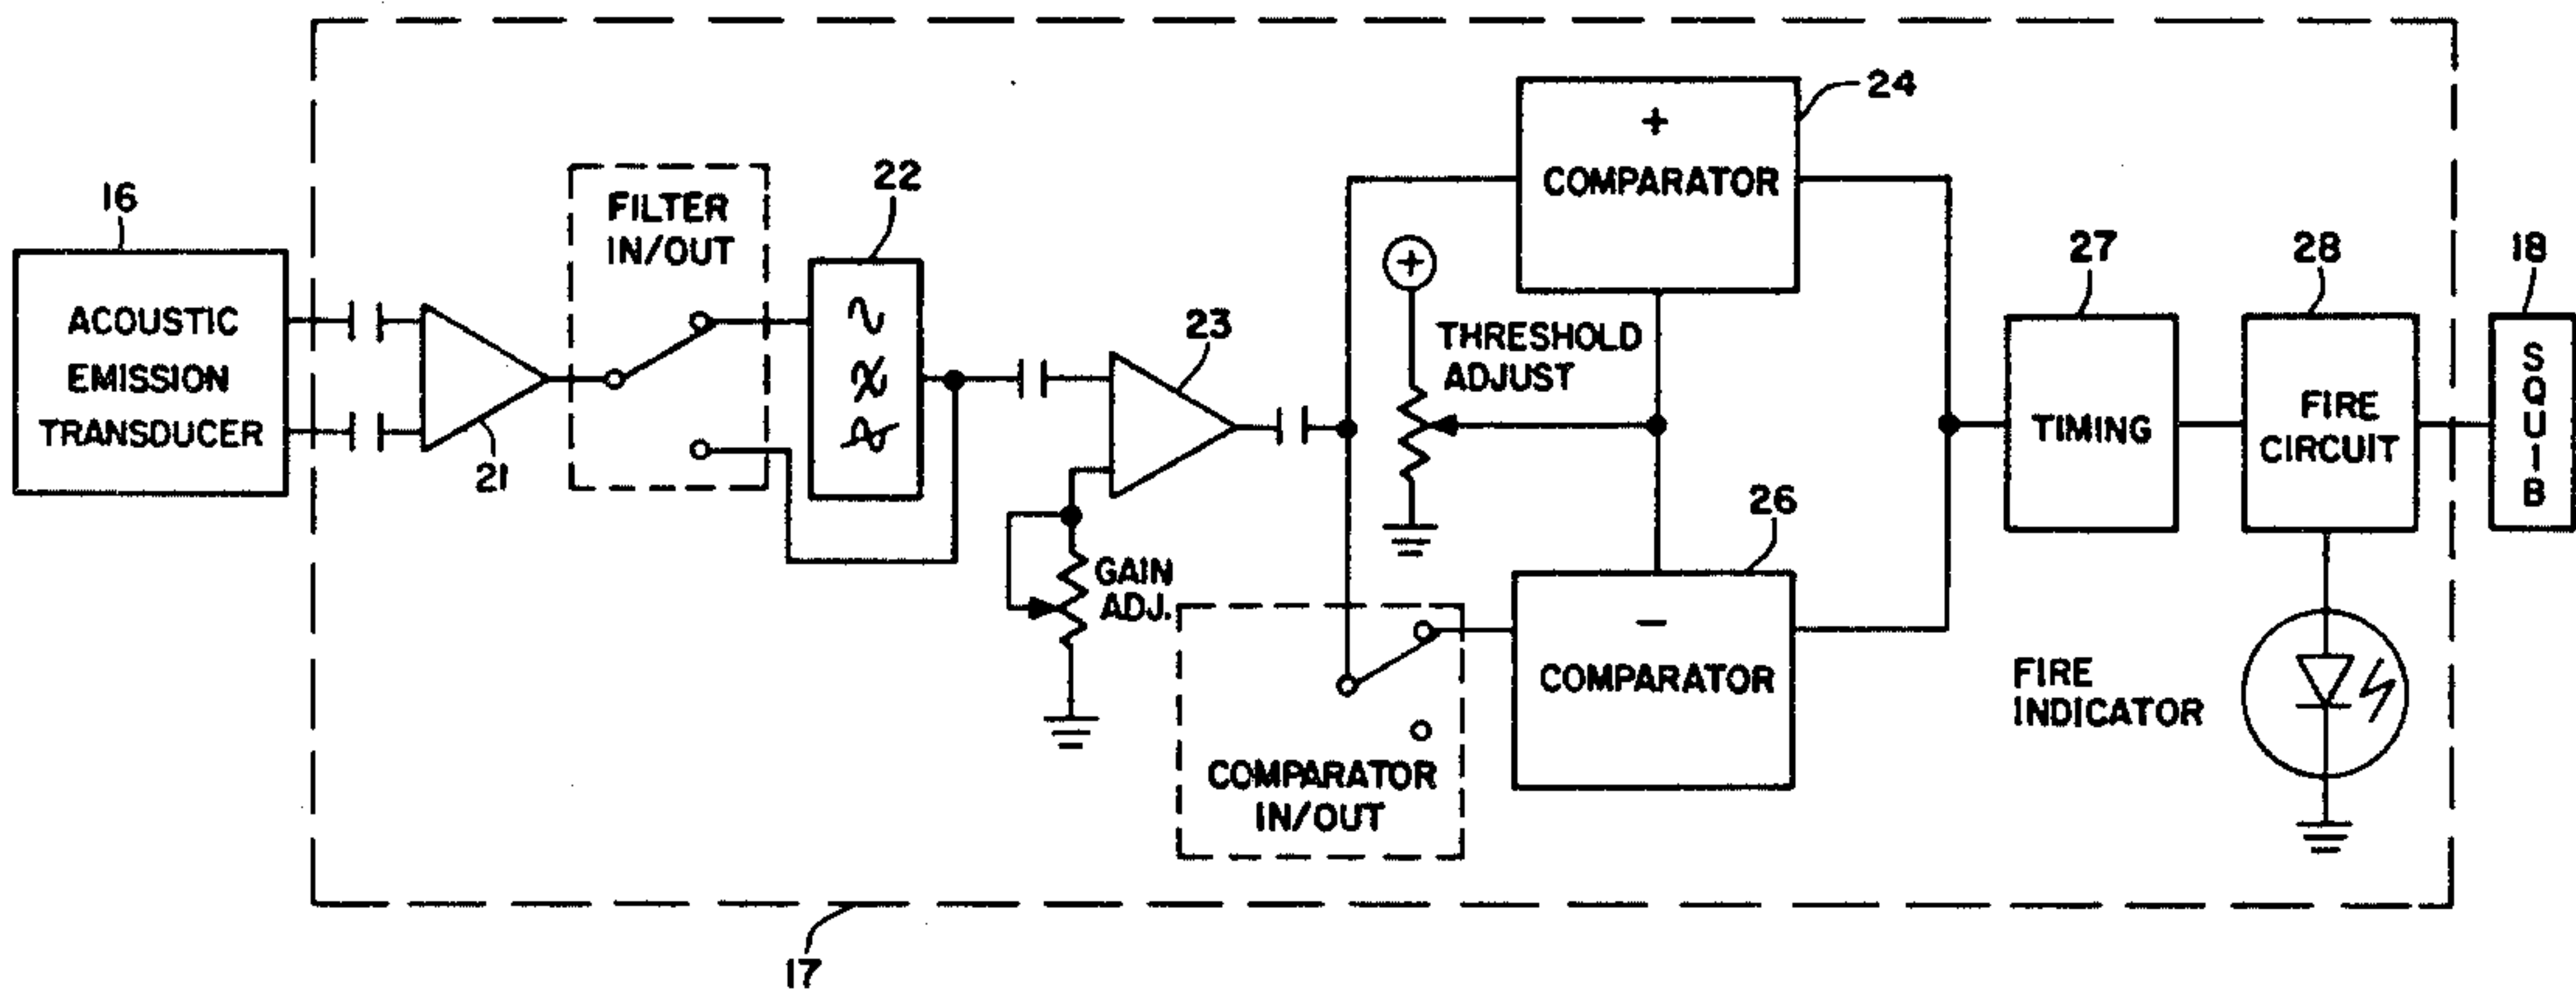 16
ACOUSTIC
EMISSION
TRANSDUCER
21
FILTER
IN/OUT
22
23
GAIN
ADJ.
+
THRESHOLD
ADJUST
24
+
COMPARATOR
26
−
COMPARATOR
COMPARATOR
IN/OUT
27
TIMING
28
FIRE
CIRCUIT
18
SQUIB
FIRE
INDICATOR
17